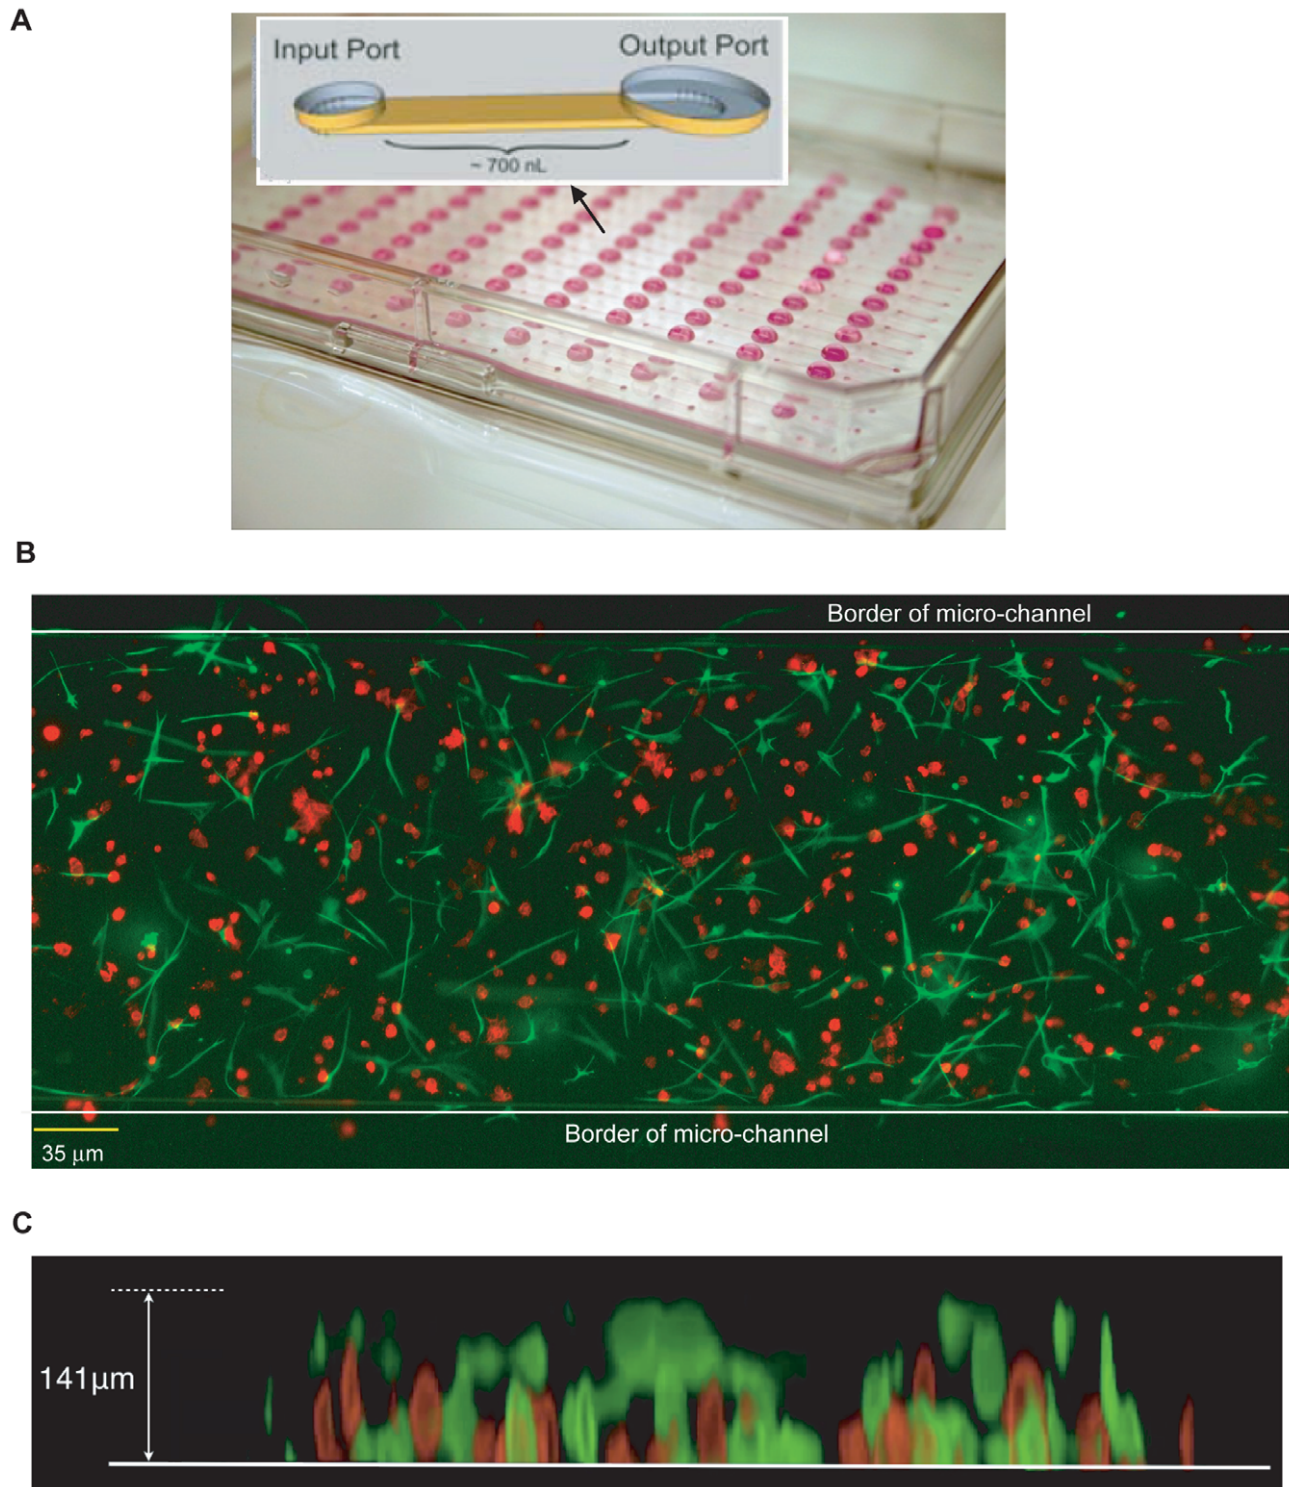 A
Input Port
Output Port
~ 700 nL
B
Border of micro-channel
Border of micro-channel
35 μm
C
141μm